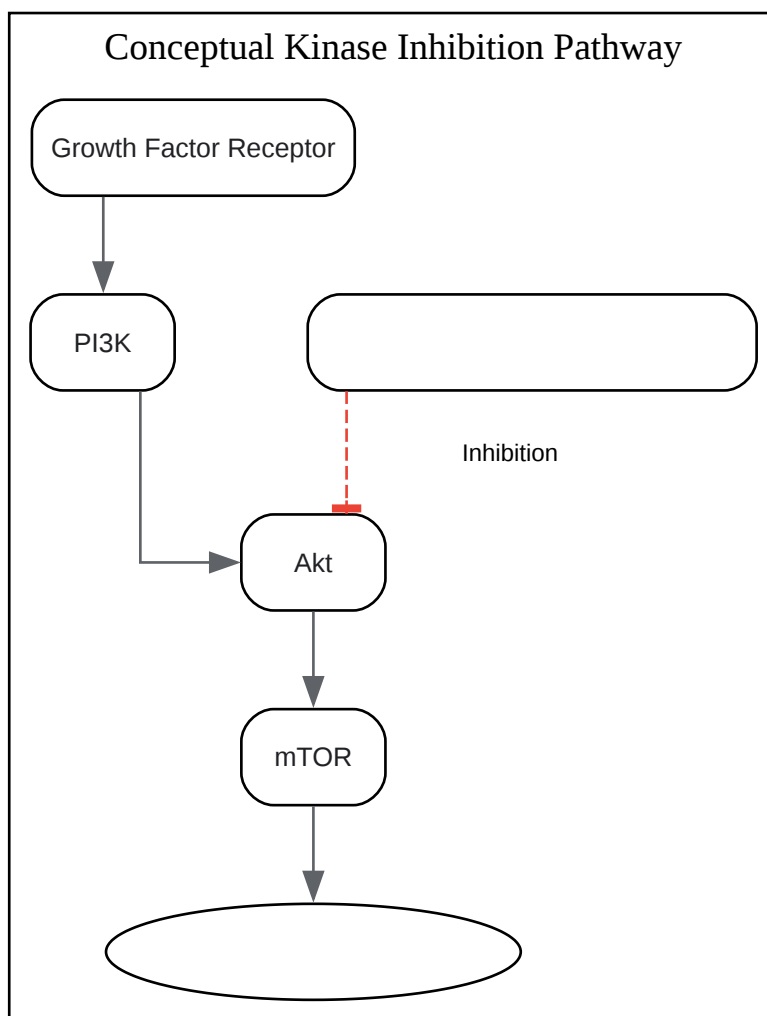 Conceptual Kinase Inhibition Pathway
Growth Factor Receptor
PI3K
Inhibition
Akt
mTOR